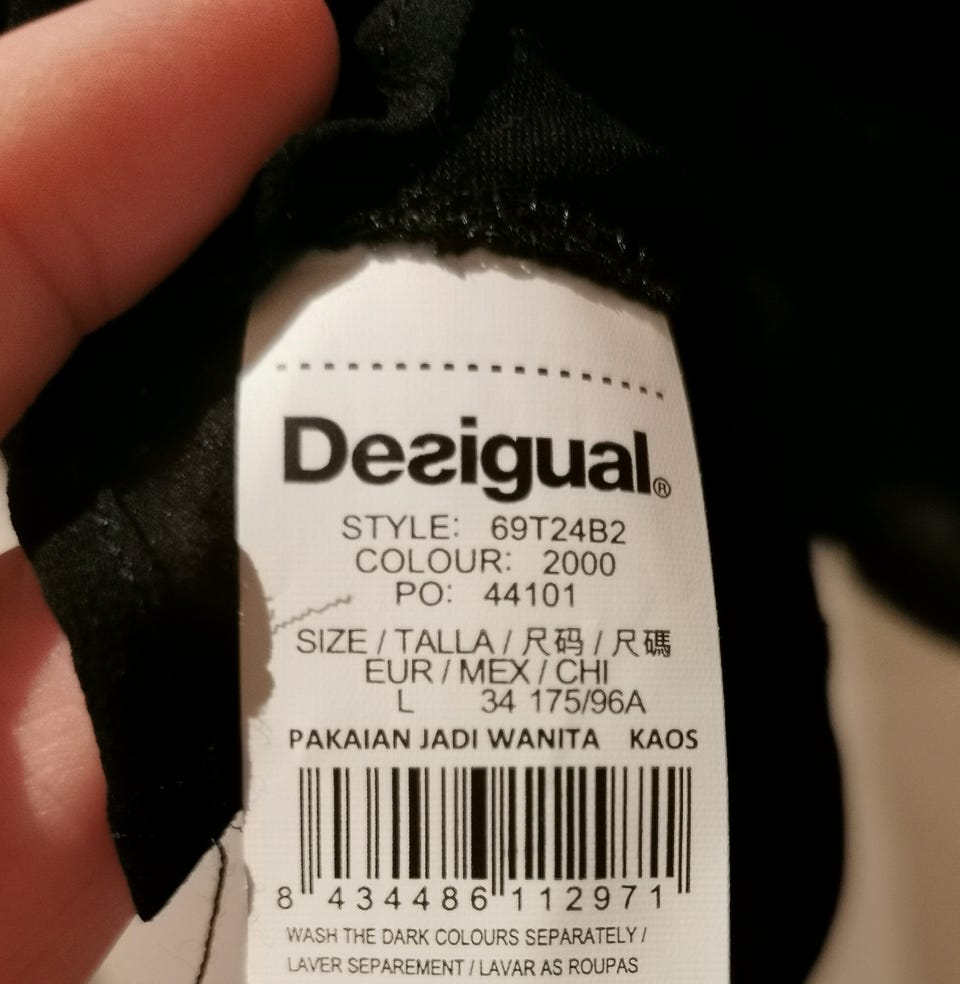 Desigual®
STYLE: 69T24B2
COLOUR: 2000
PO: 44101
SIZE / TALLA / 尺码 / 尺碼
EUR / MEX / CHI
L 34 175/96A
PAKAIAN JADI WANITA KAOS
8 434486 112971
WASH THE DARK COLOURS SEPARATELY /
LAVER SEPAREMENT / LAVAR AS ROUPAS